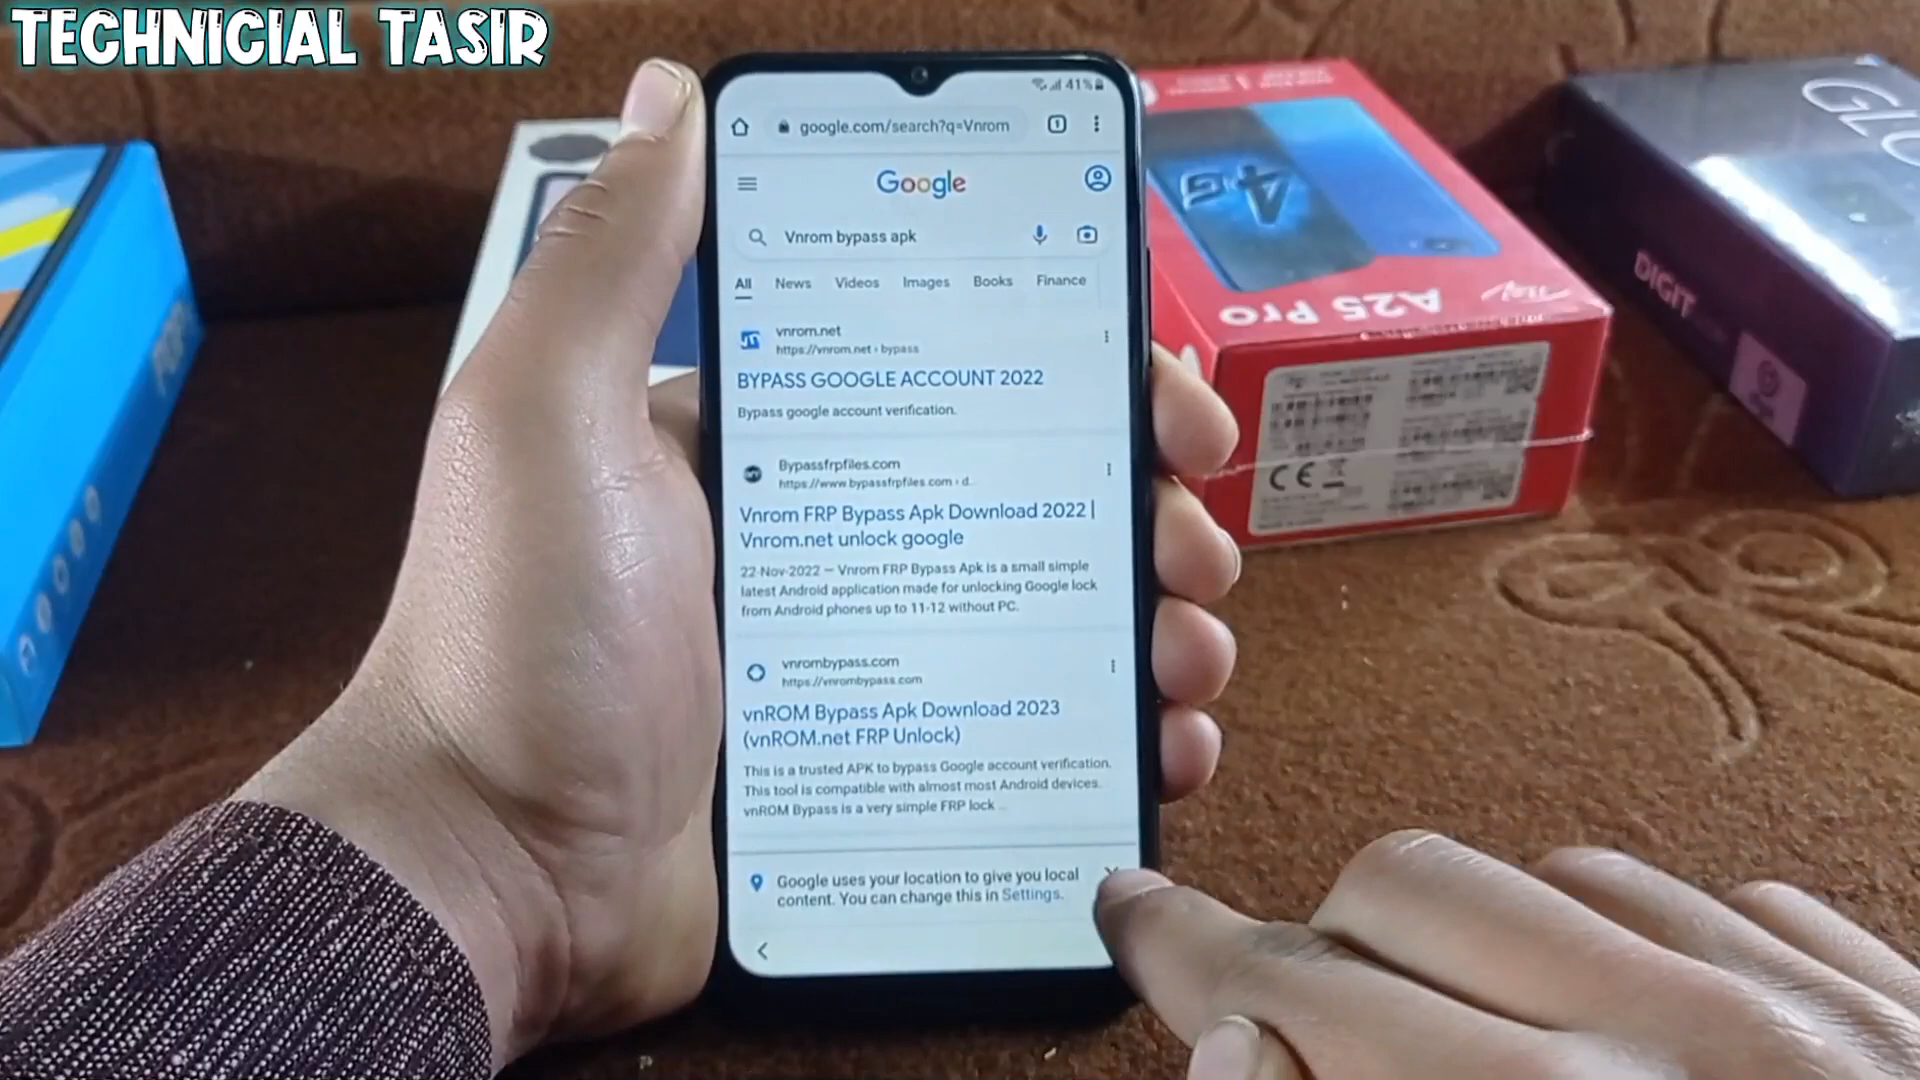 TECHNICIAL TASIR
41%
google.com/search?q=Vnrom
1
Google
Vnrom bypass apk
All News Videos Images Books Finance
vnrom.net
https://vnrom.net › bypass
BYPASS GOOGLE ACCOUNT 2022
Bypass google account verification.
Bypassfrpfiles.com
https://www.bypassfrpfiles.com › d...
Vnrom FRP Bypass Apk Download 2022 |
Vnrom.net unlock google
22-Nov-2022 — Vnrom FRP Bypass Apk is a small simple
latest Android application made for unlocking Google lock
from Android phones up to 11-12 without PC.
vnrombypass.com
https://vnrombypass.com
vnROM Bypass Apk Download 2023
(vnROM.net FRP Unlock)
This is a trusted APK to bypass Google account verification.
This tool is compatible with almost most Android devices.
vnROM Bypass is a very simple FRP lock ...
Google uses your location to give you local
content. You can change this in Settings.
4G
itel
A25 Pro
CE
DIGIT